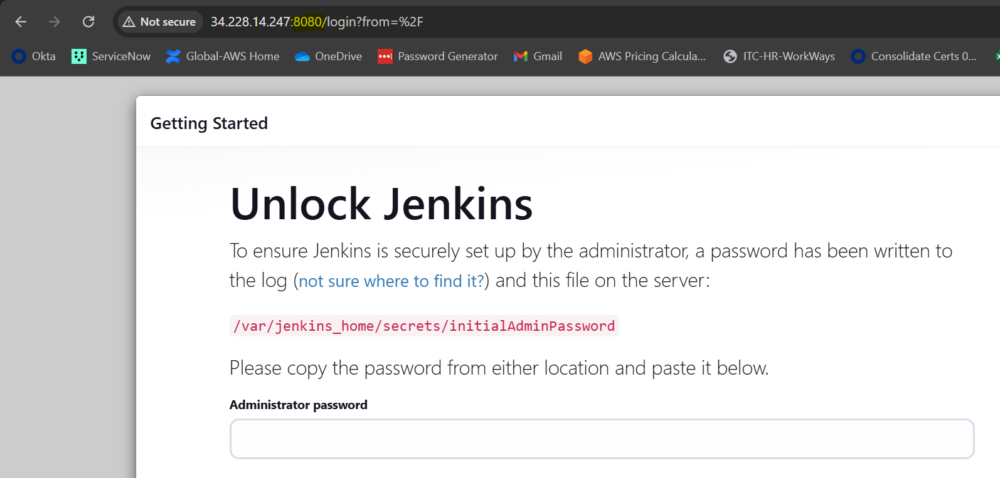 Not secure 34.228.14.247:8080/login?from=%2F
Okta ServiceNow Global-AWS Home OneDrive Password Generator Gmail AWS Pricing Calcula... ITC-HR-WorkWays Consolidate Certs 0...
Getting Started
Unlock Jenkins
To ensure Jenkins is securely set up by the administrator, a password has been written to
the log (not sure where to find it?) and this file on the server:
/var/jenkins_home/secrets/initialAdminPassword
Please copy the password from either location and paste it below.
Administrator password